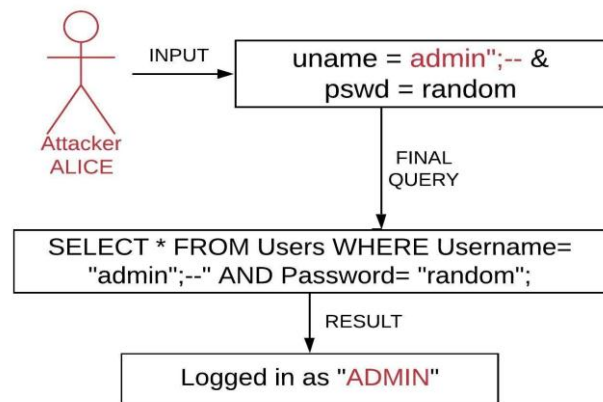 INPUT
uname = admin";-- &
pswd = random
Attacker
ALICE
FINAL
QUERY
SELECT * FROM Users WHERE Username=
"admin";--" AND Password= "random";
RESULT
Logged in as "ADMIN"